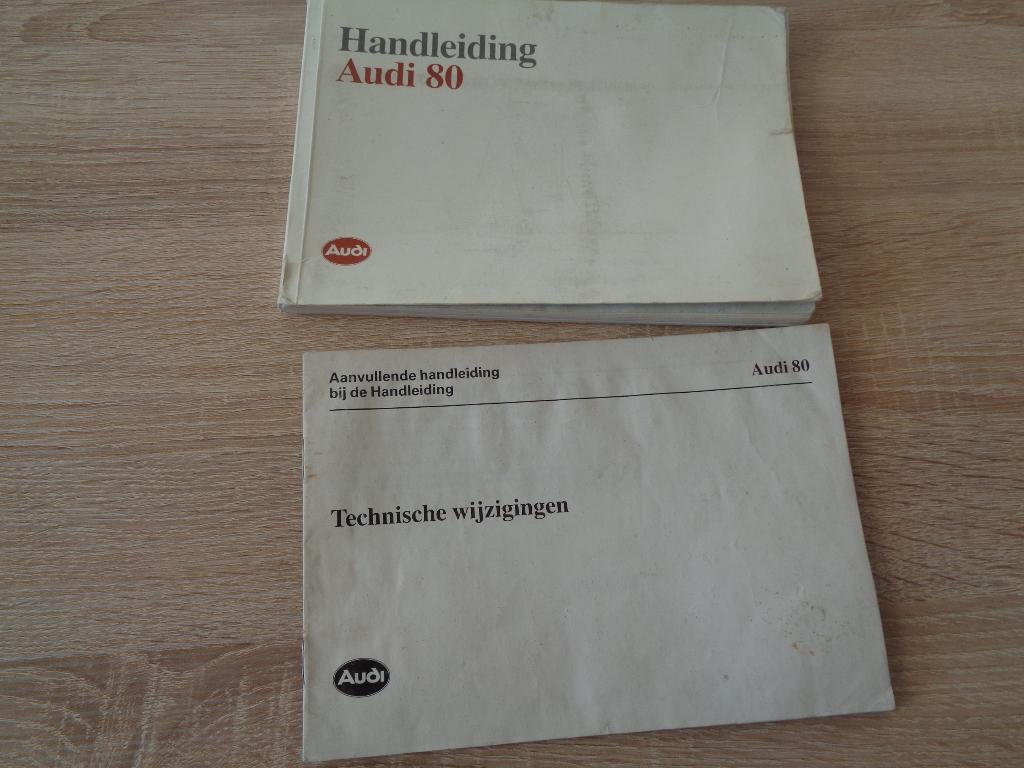 Handleiding
Audi 80
Audi
Aanvullende handleiding
bij de Handleiding
Audi 80
Technische wijzigingen
Audi